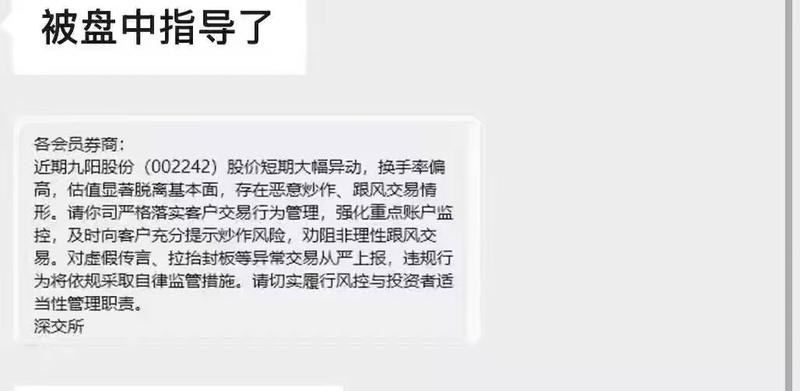 被盘中指导了
各会员券商：
近期九阳股份（002242）股价短期大幅异动，换手率偏
高，估值显著脱离基本面，存在恶意炒作、跟风交易情
形。请你司严格落实客户交易行为管理，强化重点账户监
控，及时向客户充分提示炒作风险，劝阻非理性跟风交
易。对虚假传言、拉抬封板等异常交易从严上报，违规行
为将依规采取自律监管措施。请切实履行风控与投资者适
当性管理职责。
深交所